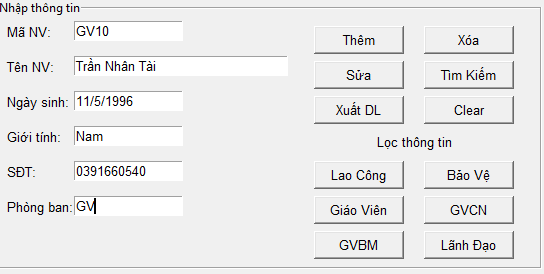 Nhập thông tin
Mã NV: GV10
Tên NV: Trần Nhân Tài
Ngày sinh: 11/5/1996
Giới tính: Nam
SĐT: 0391660540
Phòng ban: GV
Thêm Xóa
Sửa Tìm Kiếm
Xuất DL Clear
Lọc thông tin
Lao Công Bảo Vệ
Giáo Viên GVCN
GVBM Lãnh Đạo